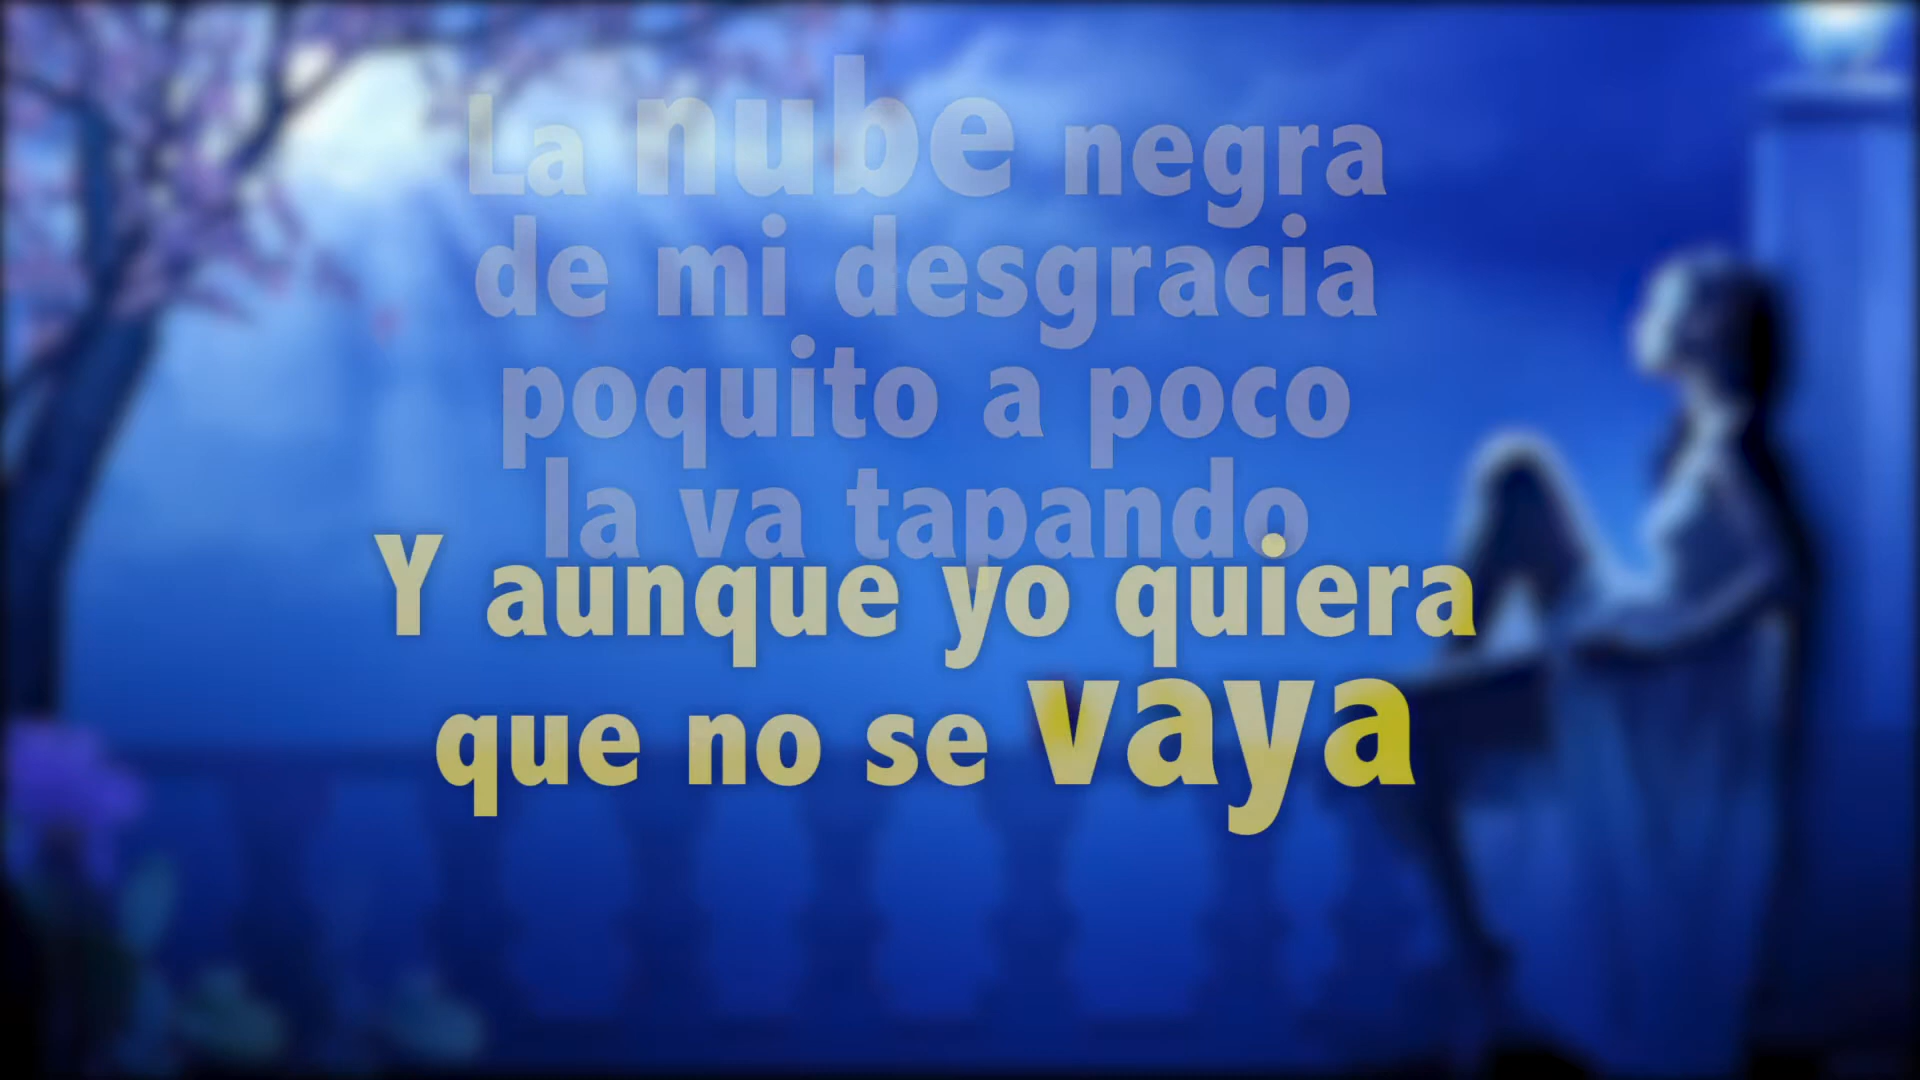 La nube negra
de mi desgracia
poquito a poco
la va tapando
Y aunque yo quiera
que no se vaya